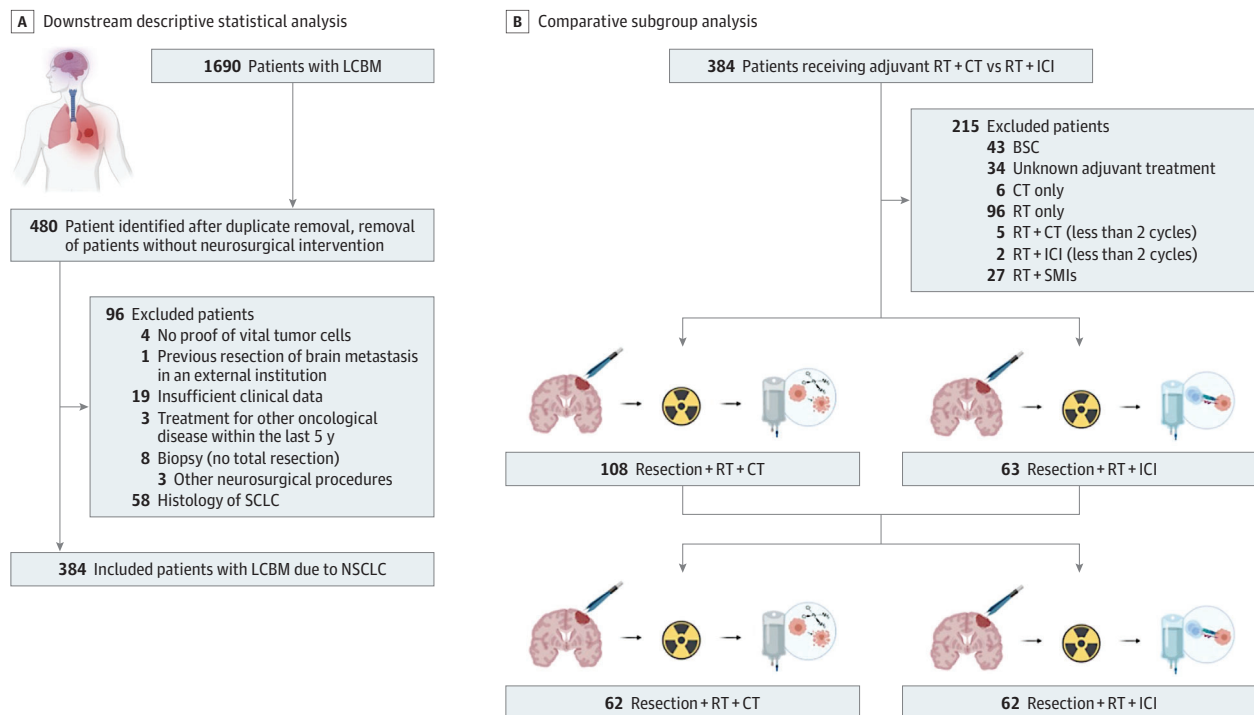 A Downstream descriptive statistical analysis
1690 Patients with LCBM
480 Patient identified after duplicate removal, removal
of patients without neurosurgical intervention
96 Excluded patients
4 No proof of vital tumor cells
1 Previous resection of brain metastasis
in an external institution
19 Insufficient clinical data
3 Treatment for other oncological
disease within the last 5 y
8 Biopsy (no total resection)
3 Other neurosurgical procedures
58 Histology of SCLC
384 Included patients with LCBM due to NSCLC
B Comparative subgroup analysis
384 Patients receiving adjuvant RT + CT vs RT + ICI
215 Excluded patients
43 BSC
34 Unknown adjuvant treatment
6 CT only
96 RT only
5 RT + CT (less than 2 cycles)
2 RT + ICI (less than 2 cycles)
27 RT + SMIs
108 Resection + RT + CT
63 Resection + RT + ICI
62 Resection + RT + CT
62 Resection + RT + ICI